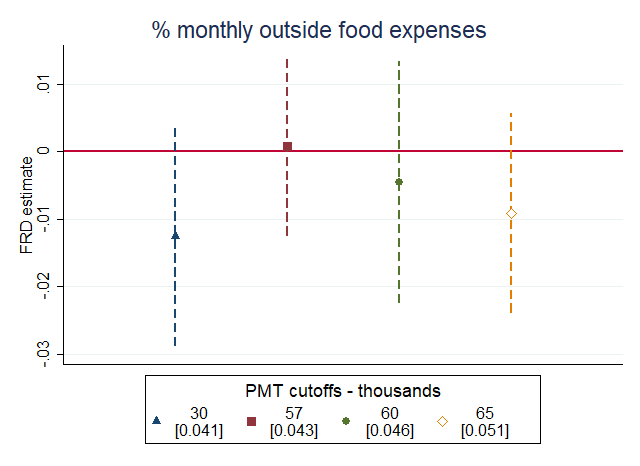 % monthly outside food expenses
FRD estimate
.01
0
-.01
-.02
-.03
PMT cutoffs - thousands
30 57 60 65
[0.041] [0.043] [0.046] [0.051]